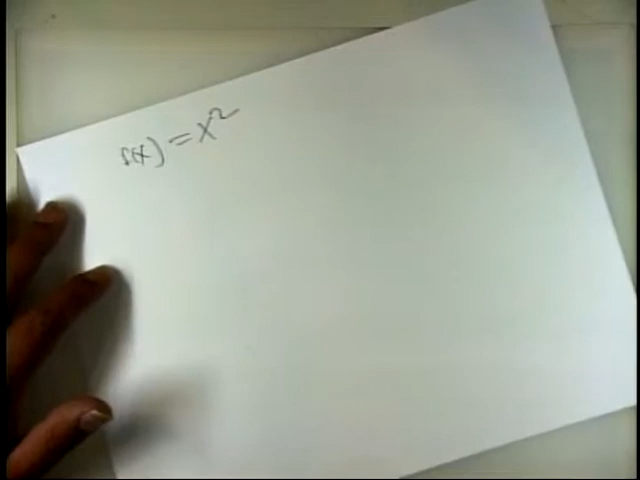 f(x) = x²